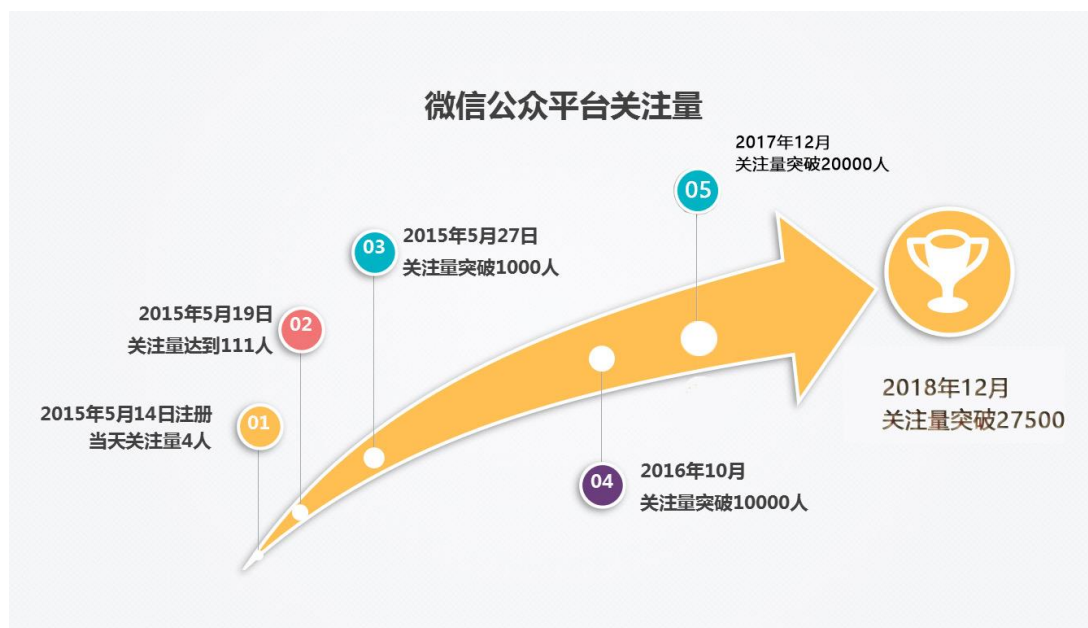 微信公众平台关注量
01
2015年5月14日注册
当天关注量4人
02
2015年5月19日
关注量达到111人
03
2015年5月27日
关注量突破1000人
04
2016年10月
关注量突破10000人
05
2017年12月
关注量突破20000人
2018年12月
关注量突破27500